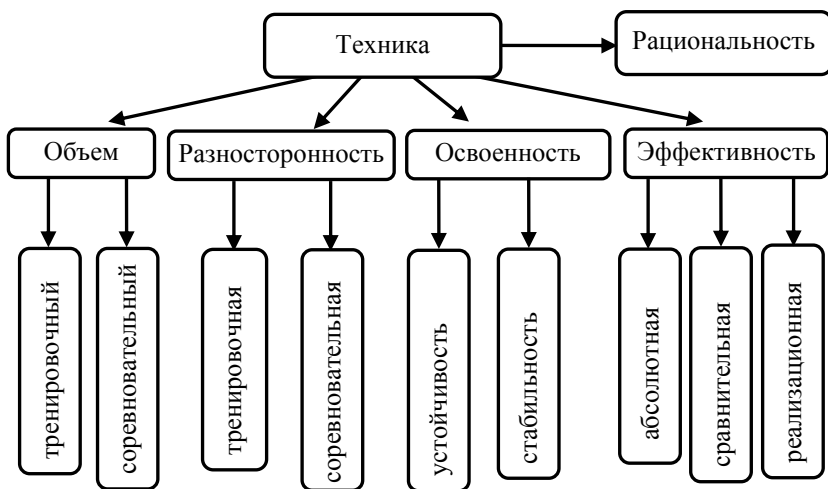 Техника
Рациональность
Объем
Разносторонность
Освоенность
Эффективность
тренировочный
соревновательный
тренировочная
соревновательная
устойчивость
стабильность
абсолютная
сравнительная
реализационная